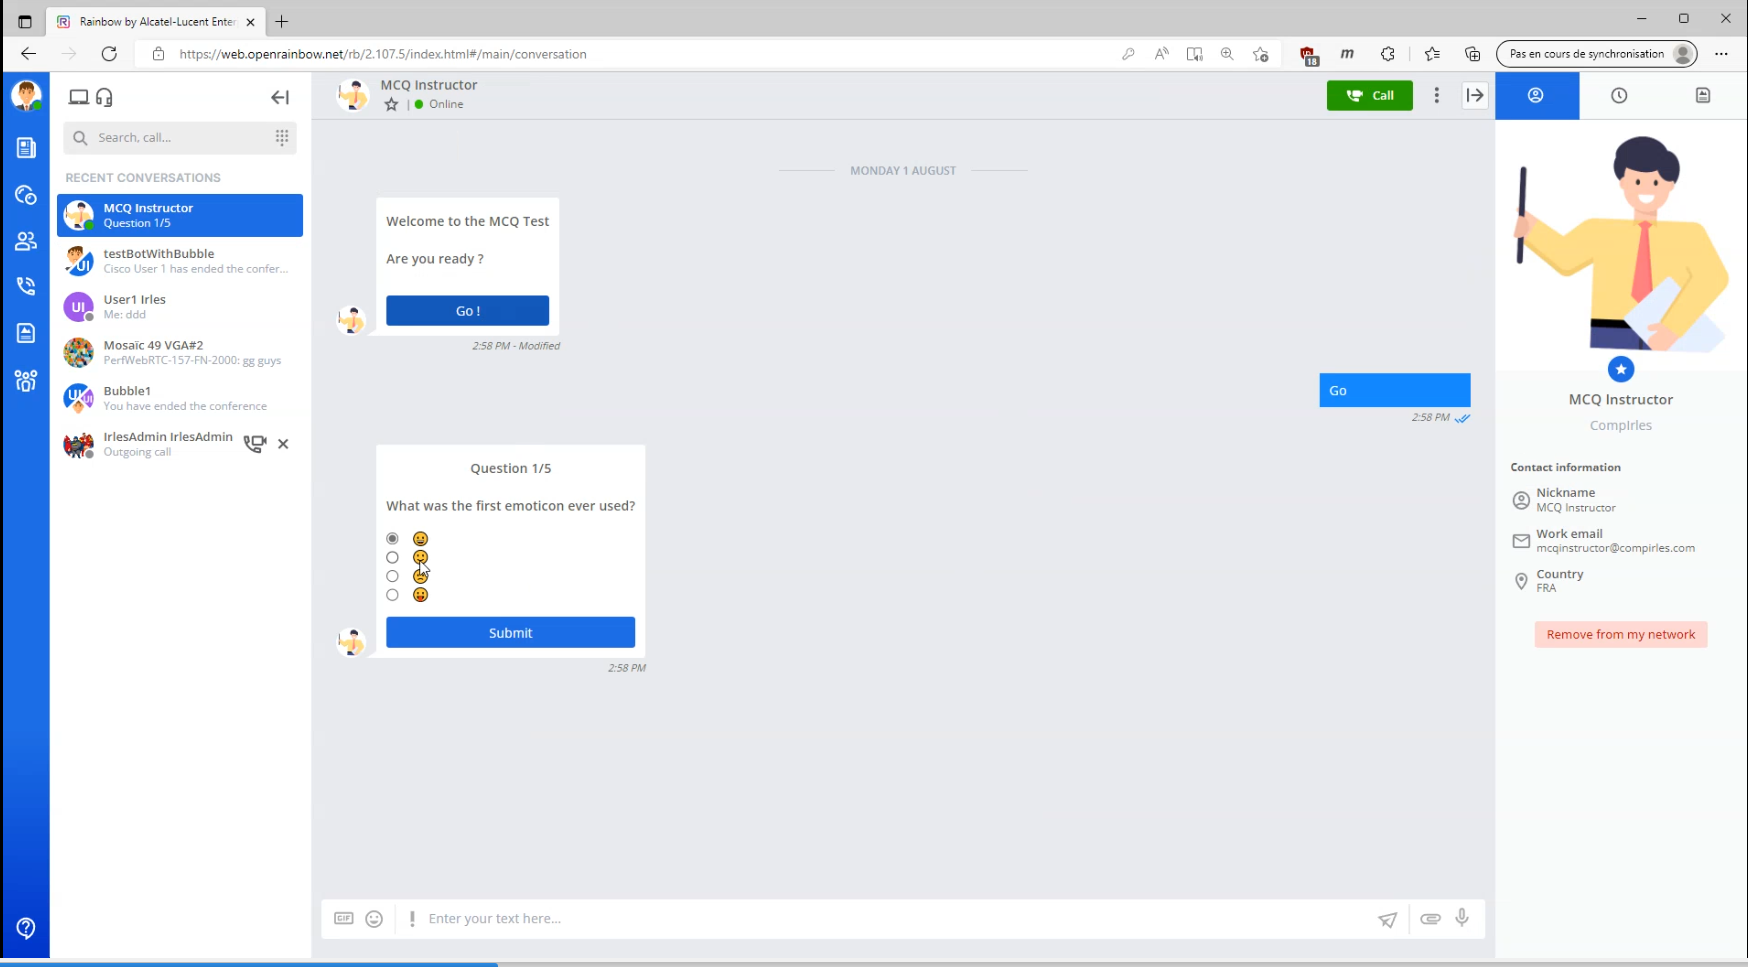 Rainbow by Alcatel-Lucent Enter
https://web.openrainbow.net/rb/2.107.5/index.html#/main/conversation
18
m
Pas en cours de synchronisation
Search, call...
RECENT CONVERSATIONS
MCQ Instructor
Question 1/5
testBotWithBubble
Cisco User 1 has ended the confer...
UI
User1 Irles
Me: ddd
UI
Mosaïc 49 VGA#2
PerfWebRTC-157-FN-2000: gg guys
Bubble1
You have ended the conference
IrlesAdmin IrlesAdmin
Outgoing call
MCQ Instructor
Online
Call
MONDAY 1 AUGUST
Welcome to the MCQ Test
Are you ready ?
Go !
2:58 PM - Modified
Go
2:58 PM
Question 1/5
What was the first emoticon ever used?
😀
🙂
🙁
😛
Submit
2:58 PM
GIF
Enter your text here...
MCQ Instructor
CompIrles
Contact information
Nickname
MCQ Instructor
Work email
mcqinstructor@compirles.com
Country
FRA
Remove from my network